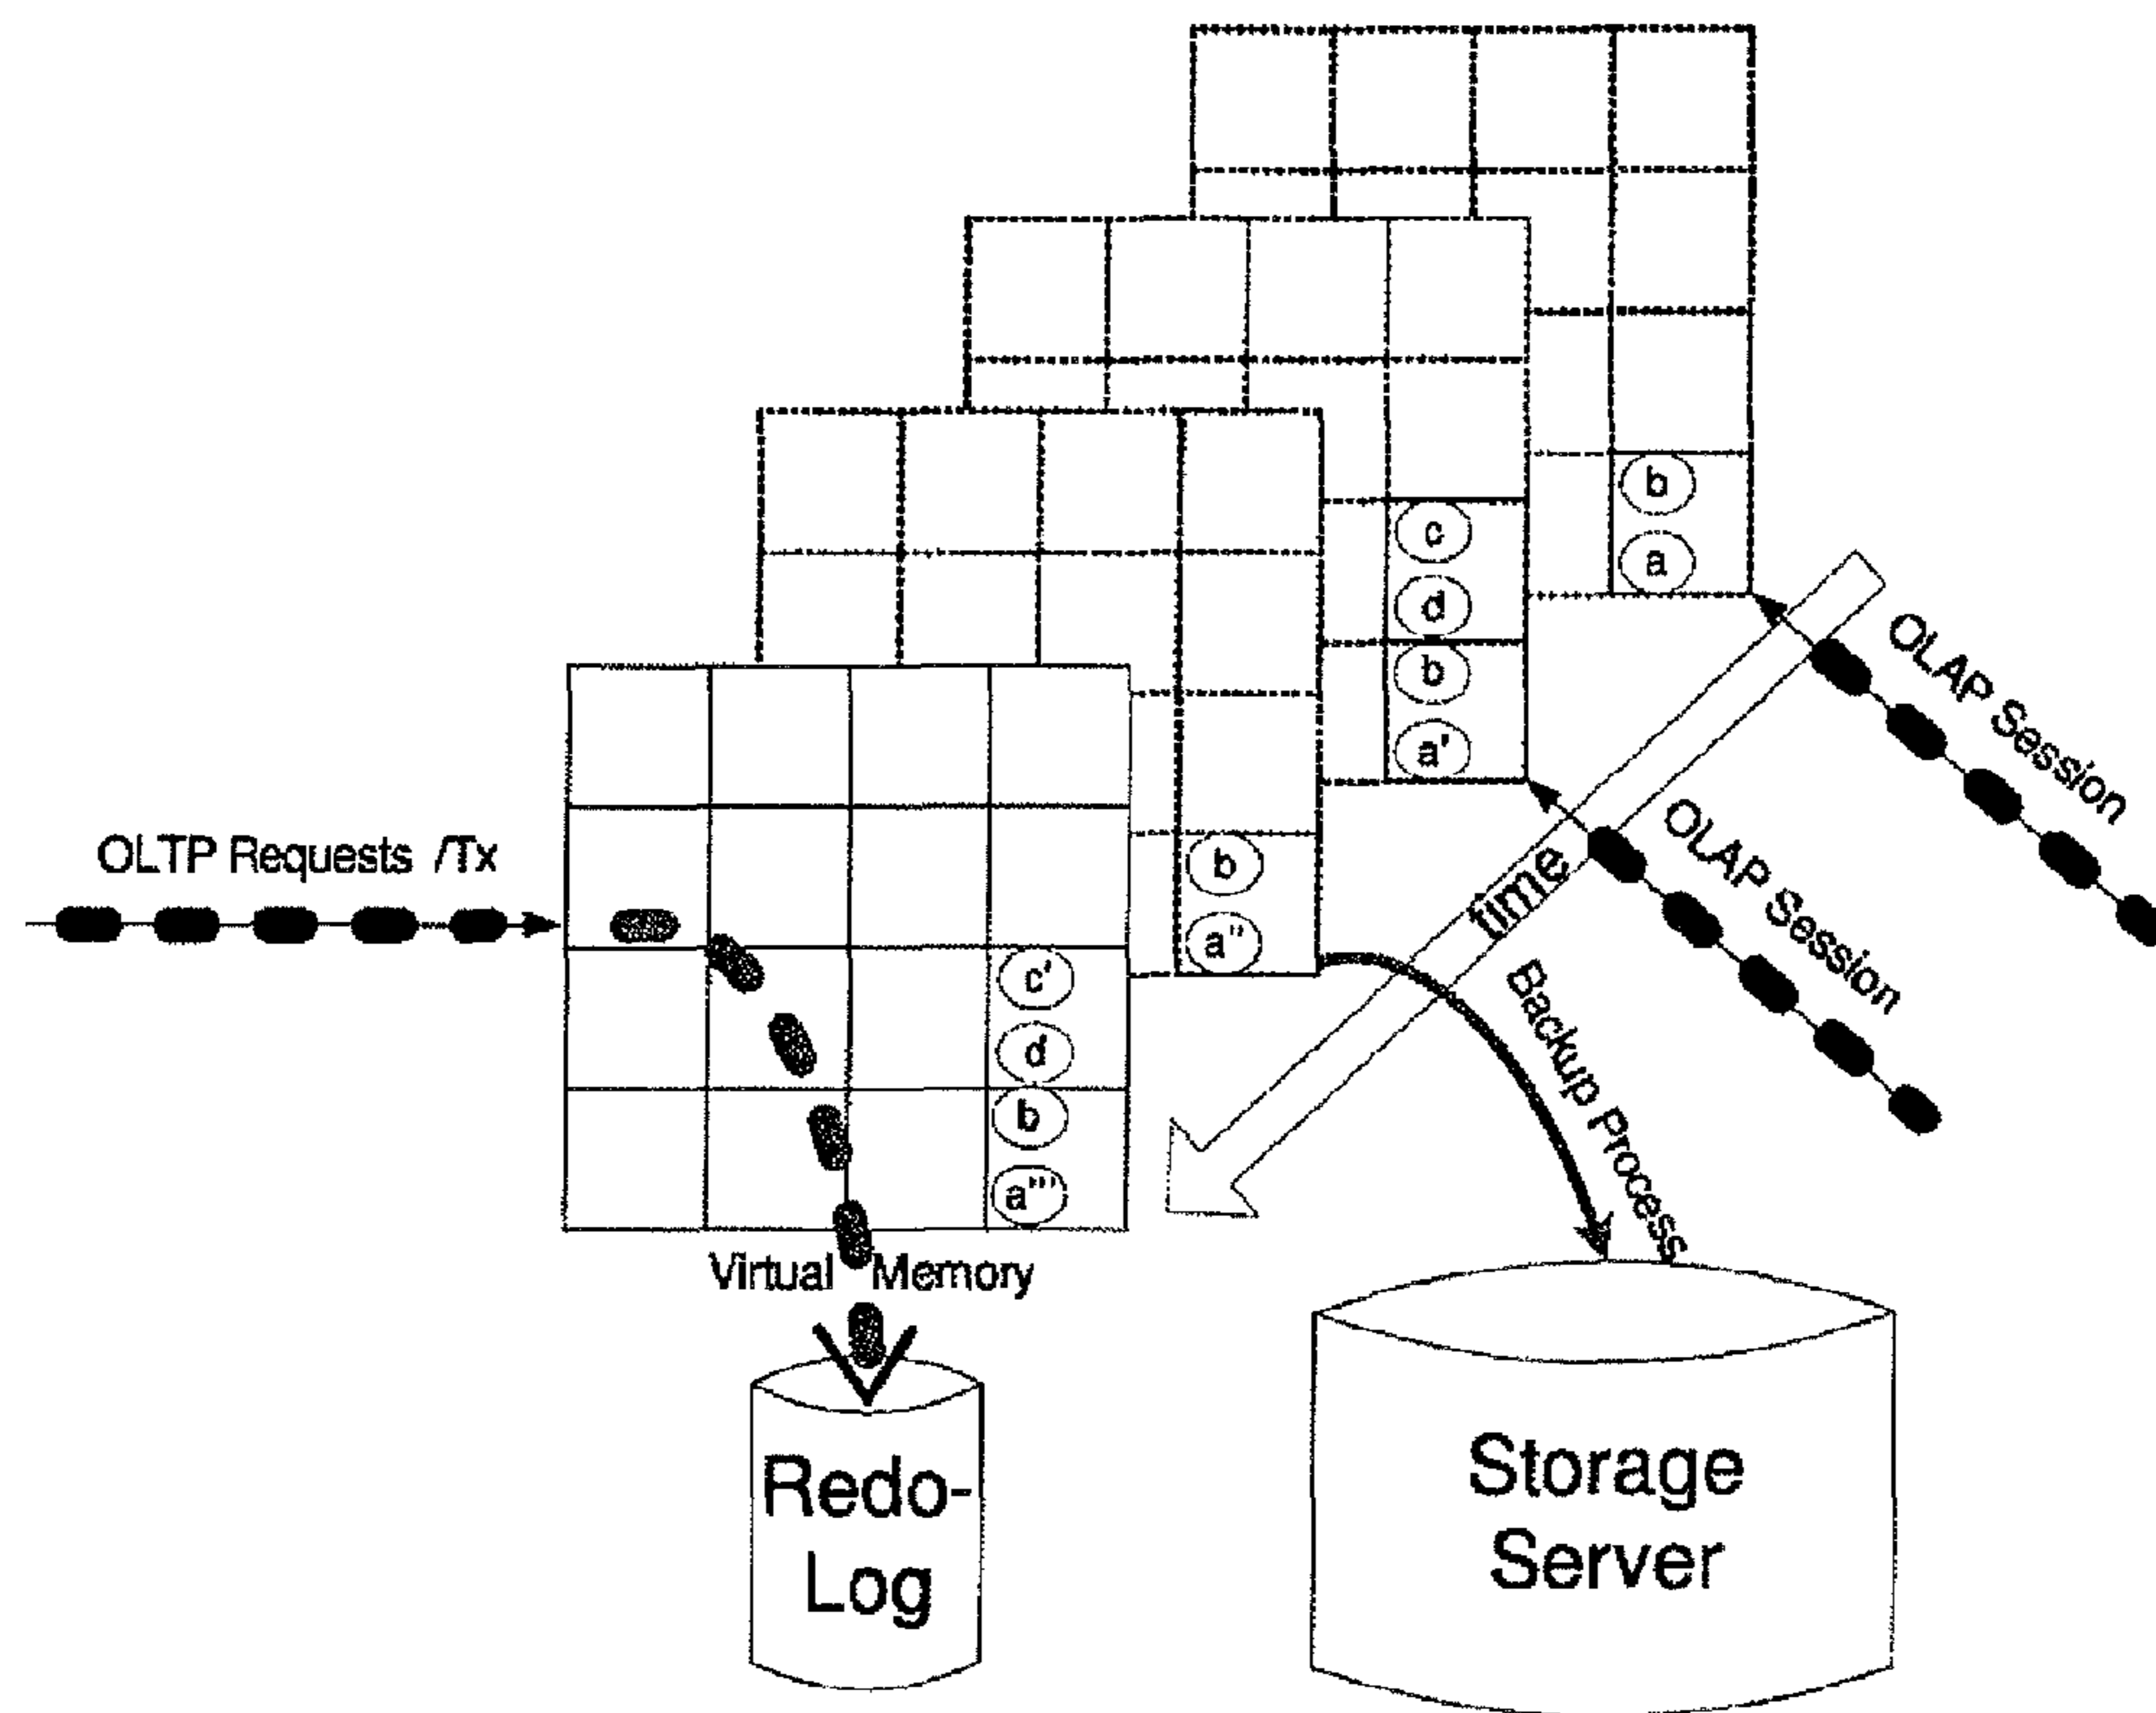 b
a
OLAP Session
c
d
b
a'
OLAP Session
time
OLTP Requests /Tx
b
a''
Backup Process
c'
d
b
a'''
Virtual Memory
Redo-
Log
Storage
Server